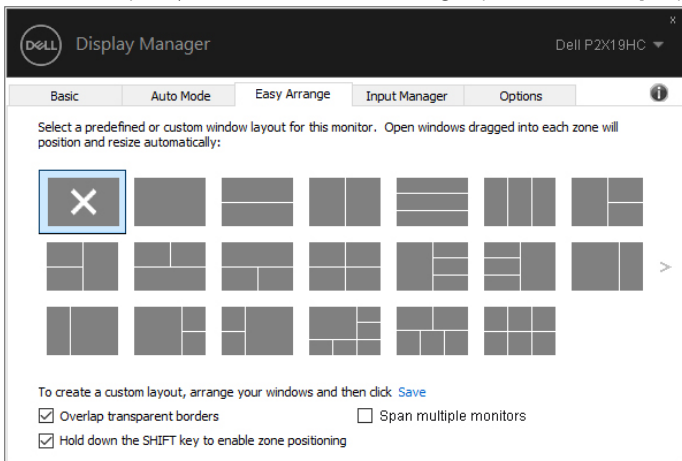 x
DELL Display Manager Dell P2X19HC
Basic Auto Mode Easy Arrange Input Manager Options i
Select a predefined or custom window layout for this monitor. Open windows dragged into each zone will
position and resize automatically:
>
To create a custom layout, arrange your windows and then click Save
Overlap transparent borders Span multiple monitors
Hold down the SHIFT key to enable zone positioning